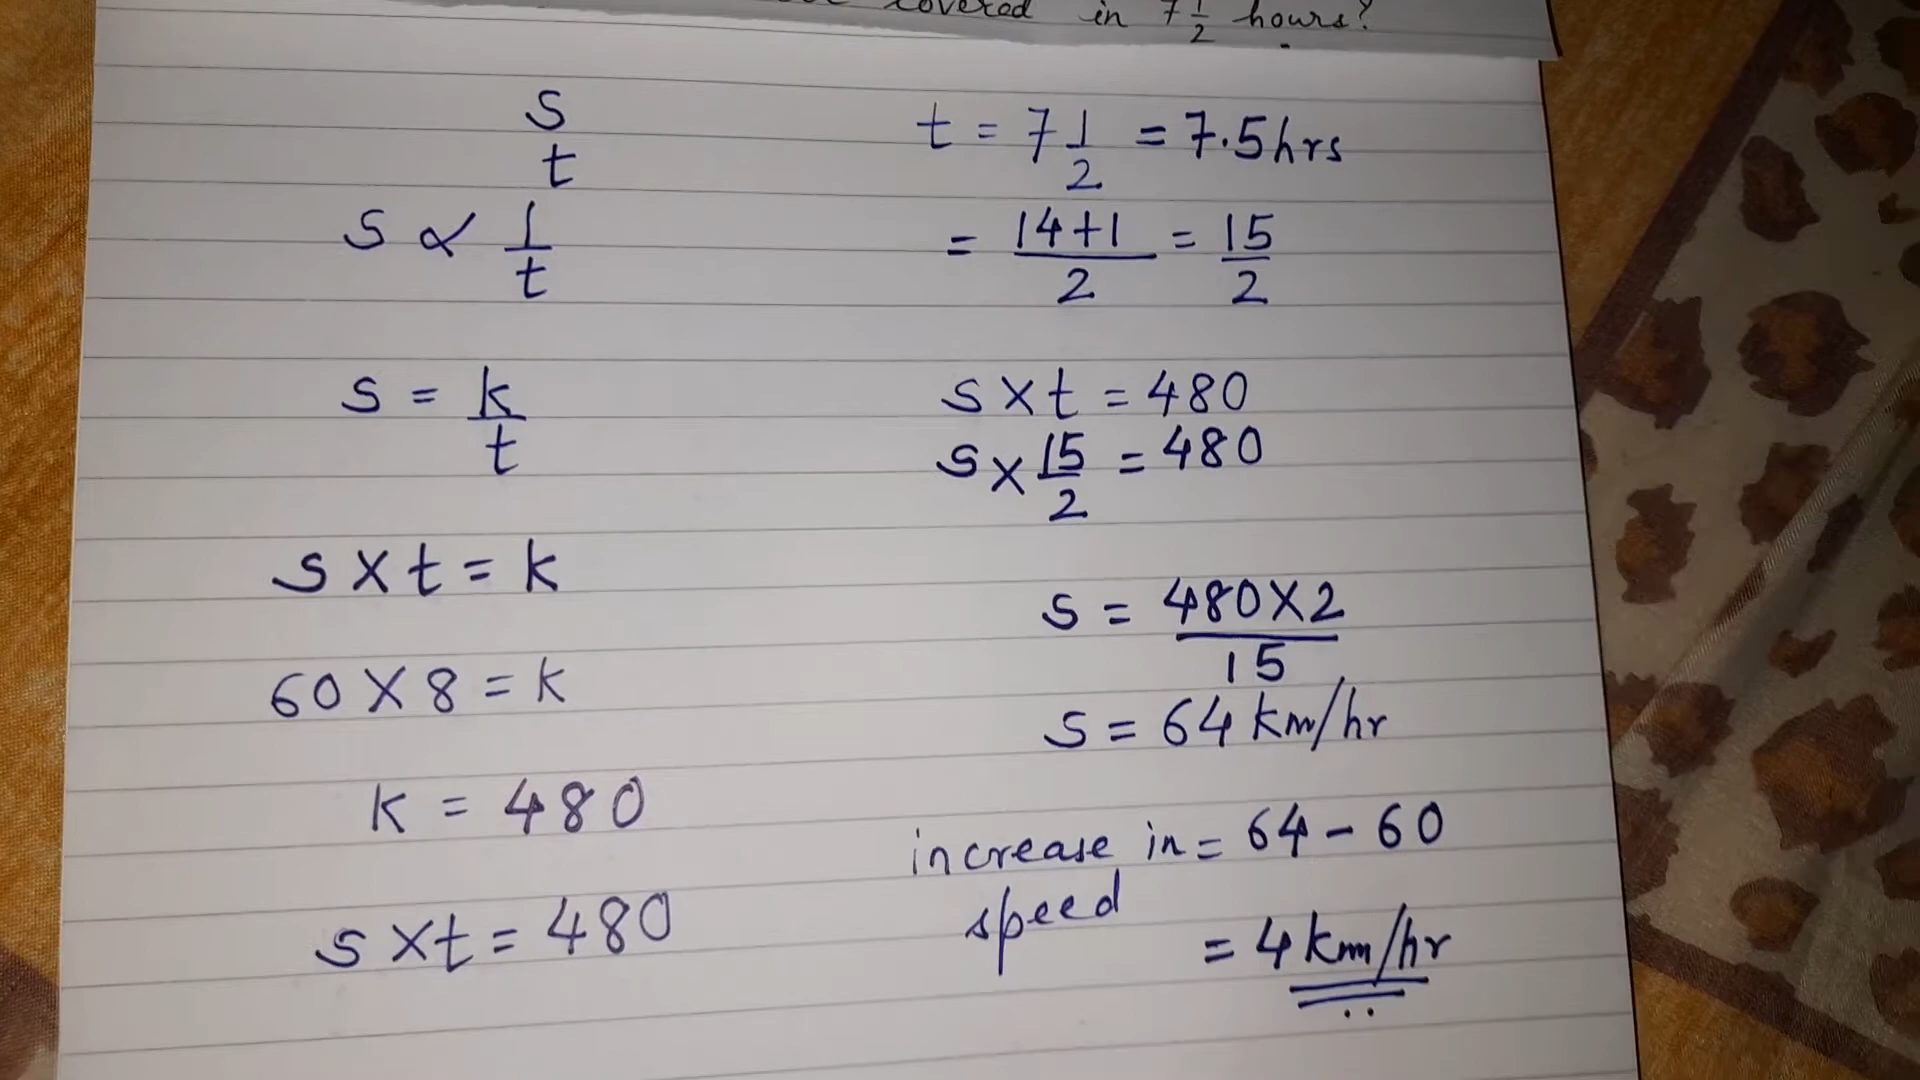 covered in 7 1/2 hours?
s
t
s ∝ 1/t
s = k/t
s × t = k
60 × 8 = k
k = 480
s × t = 480
t = 7 1/2 = 7.5hrs
= 14+1/2 = 15/2
s × t = 480
s × 15/2 = 480
s = 480×2/15
s = 64 km/hr
increase in = 64 - 60
speed
= 4 km/hr